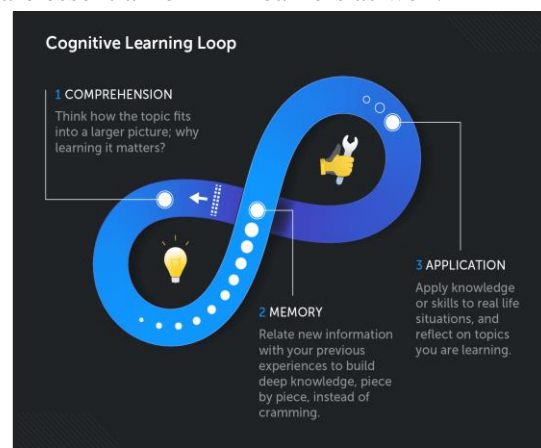 Cognitive Learning Loop
1 COMPREHENSION
Think how the topic fits
into a larger picture; why
learning it matters?
2 MEMORY
Relate new information
with your previous
experiences to build
deep knowledge, piece
by piece, instead of
cramming.
3 APPLICATION
Apply knowledge
or skills to real life
situations, and
reflect on topics
you are learning.